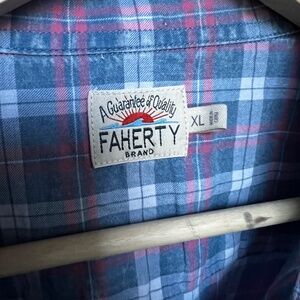 A Guarantee of Quality
FAHERTY
BRAND
XL